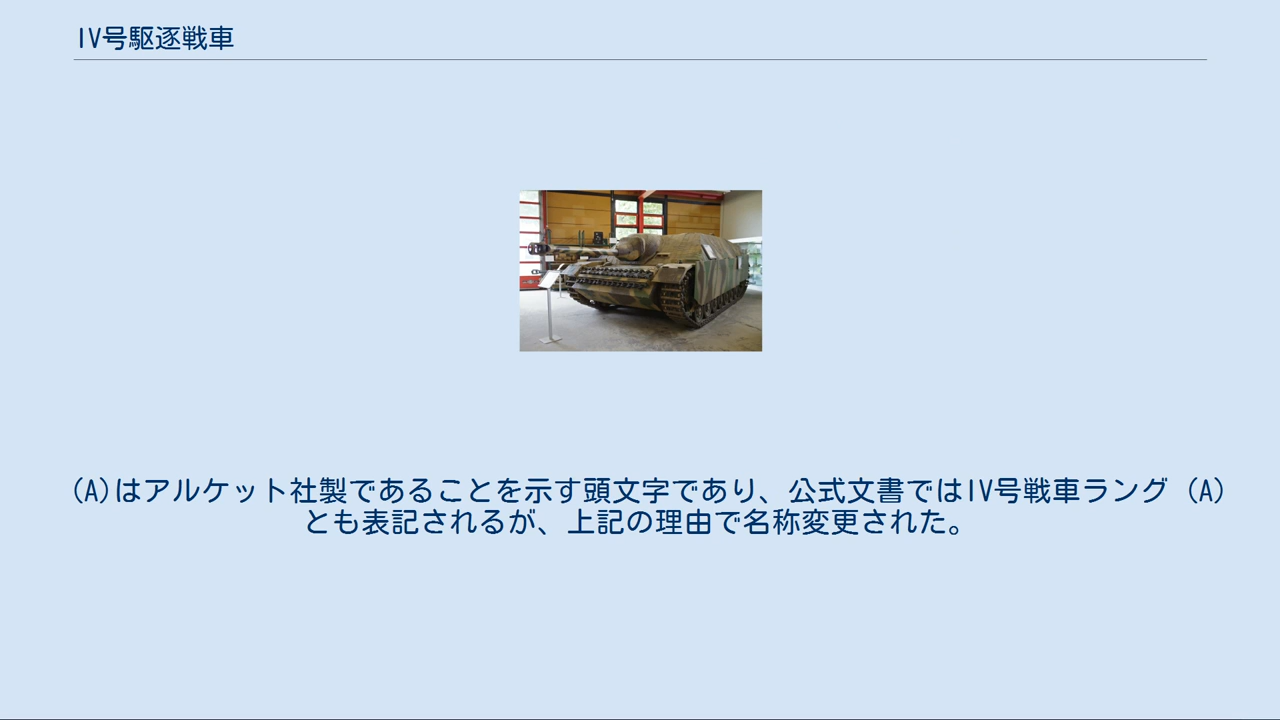 IV号駆逐戦車
(A)はアルケット社製であることを示す頭文字であり、公式文書ではIV号戦車ラング (A)
とも表記されるが、上記の理由で名称変更された。